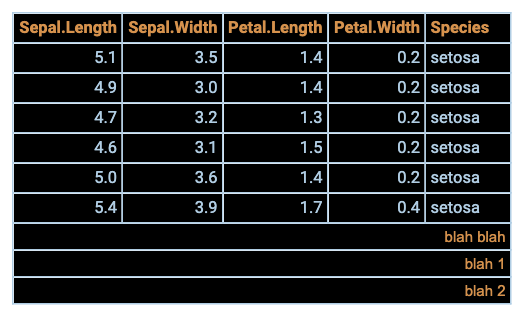 Sepal.Length Sepal.Width Petal.Length Petal.Width Species
5.1 3.5 1.4 0.2 setosa
4.9 3.0 1.4 0.2 setosa
4.7 3.2 1.3 0.2 setosa
4.6 3.1 1.5 0.2 setosa
5.0 3.6 1.4 0.2 setosa
5.4 3.9 1.7 0.4 setosa
blah blah
blah 1
blah 2